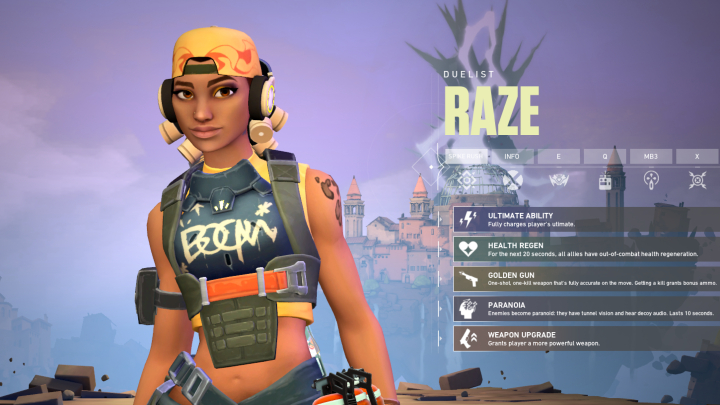 DUELIST
RAZE
INFO
E
Q
MB3
X
BOOM
ULTIMATE ABILITY
Fully charges player's utimate.
HEALTH REGEN
For the next 20 seconds, all allies have out-of-combat health regeneration.
GOLDEN GUN
One-shot, one-kill weapon that's fully accurate on the move. Getting a kill grants bonus ammo.
PARANOIA
Enemies become paranoid: they have tunnel vision and hear decoy audio. Lasts 10 seconds.
WEAPON UPGRADE
Grants player a more powerful weapon.